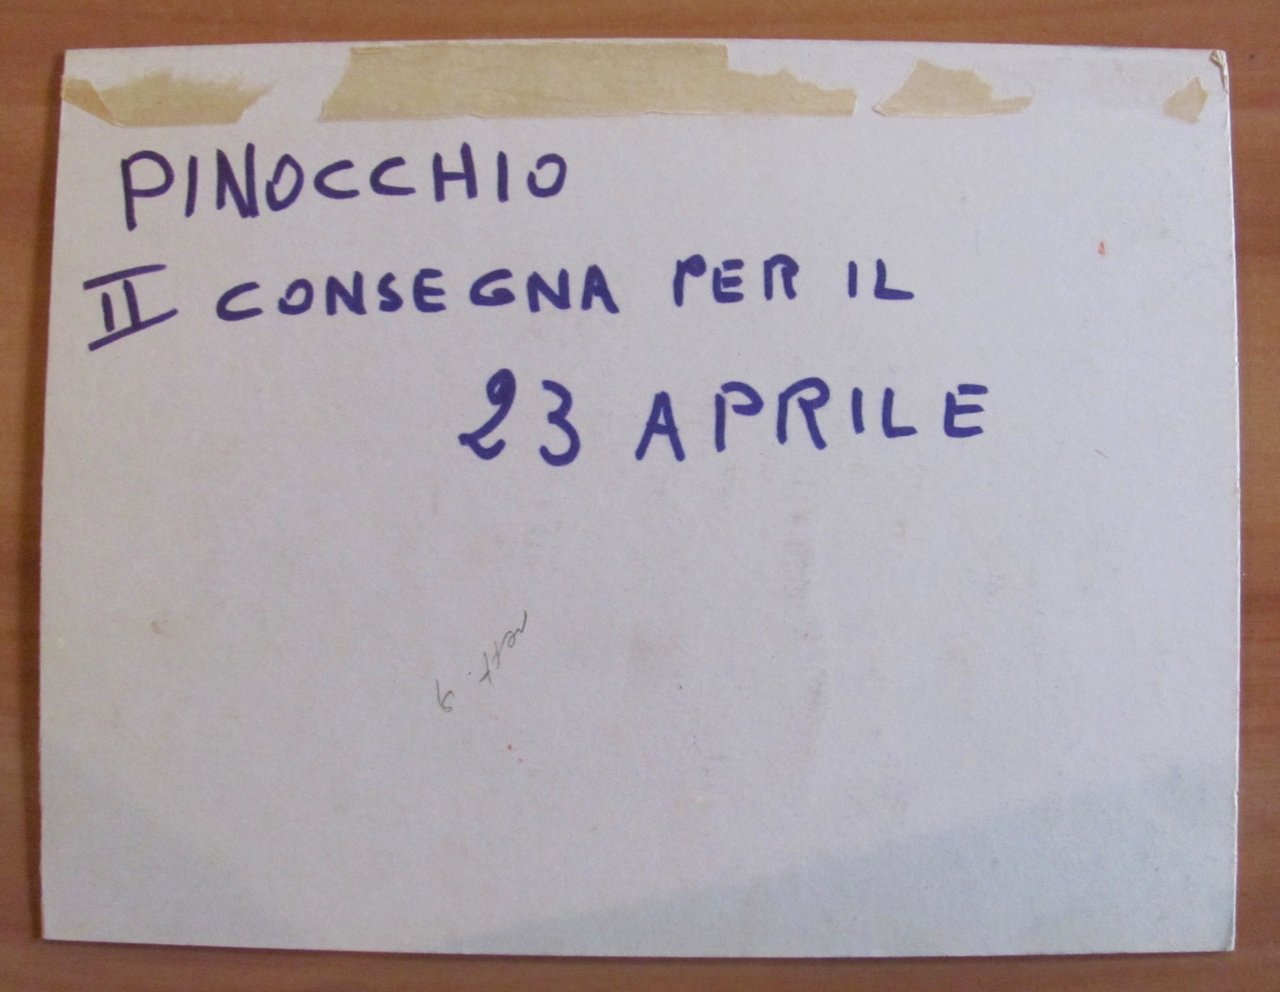 PINOCCHIO
II CONSEGNA PER IL
23 APRILE